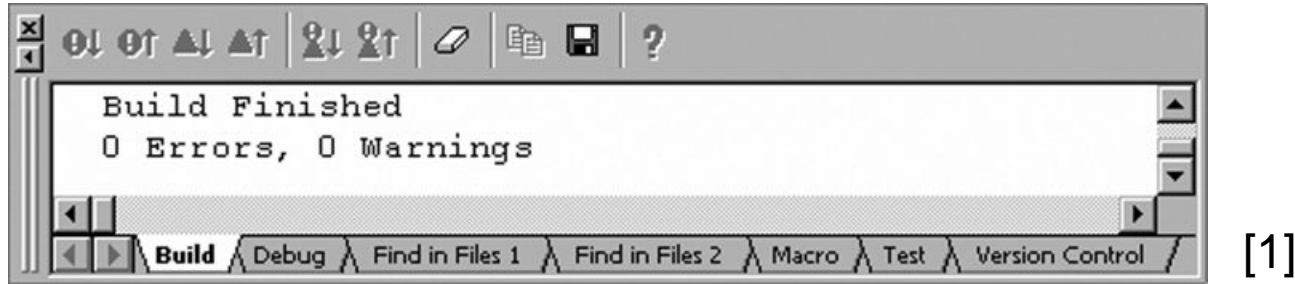 Build Finished
0 Errors, 0 Warnings
Build Debug Find in Files 1 Find in Files 2 Macro Test Version Control
[1]